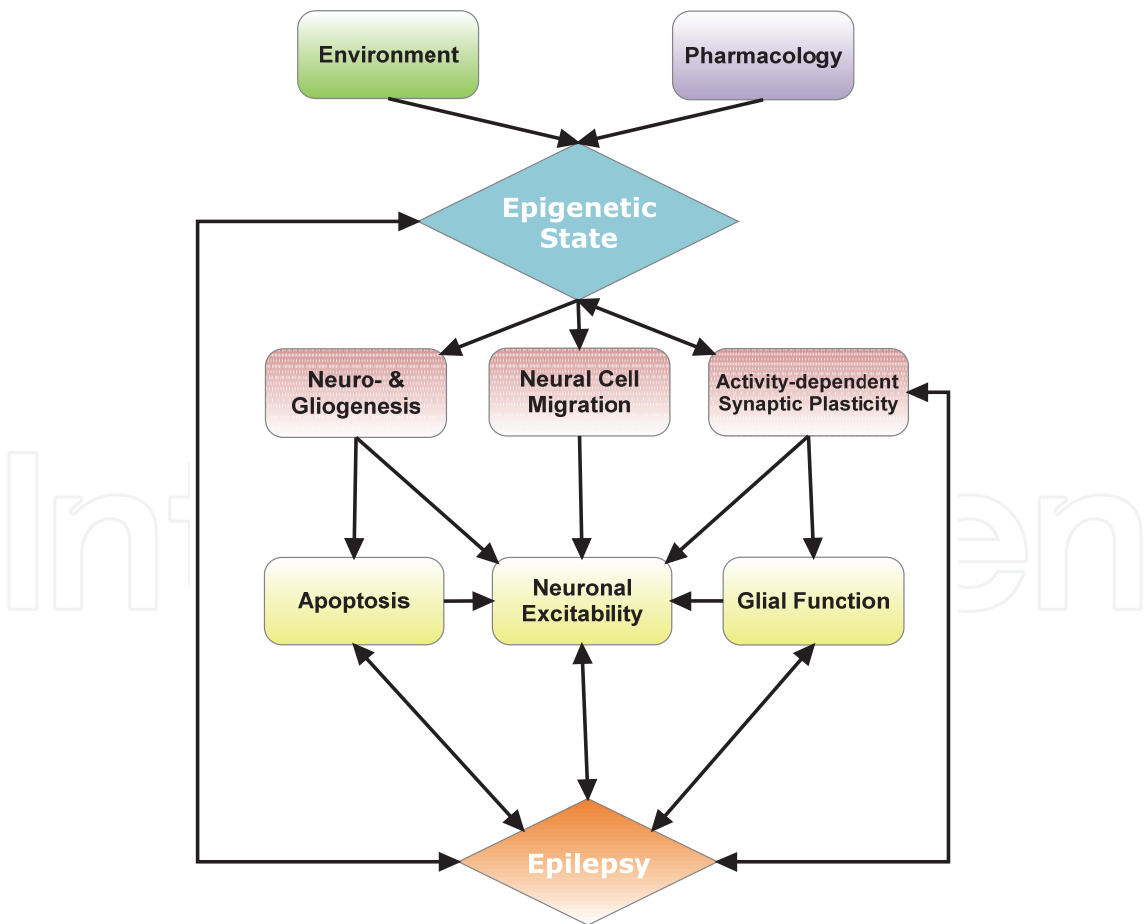 Environment
Pharmacology
Epigenetic
State
Neuro- &
Gliogenesis
Neural Cell
Migration
Activity-dependent
Synaptic Plasticity
Apoptosis
Neuronal
Excitability
Glial Function
Epilepsy